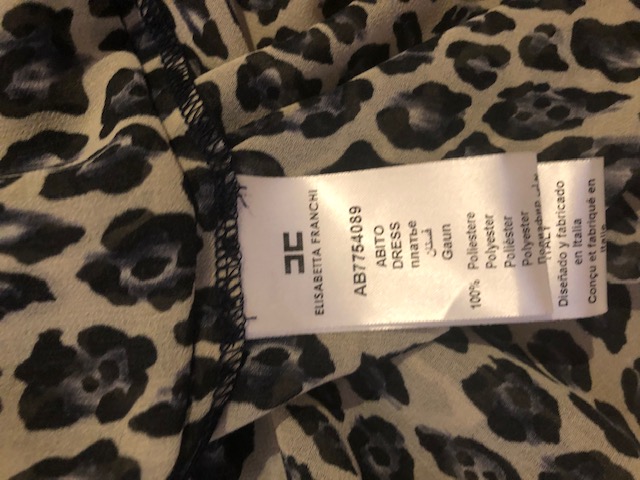 ELISABETTA FRANCHI
AB7754089
ABITO
DRESS
платье
فستان
Gaun
100% Poliestere
Polyester
Poliéster
Polyester
ITALY
Diseñado y fabricado
en Italia
Conçu et fabriqué en